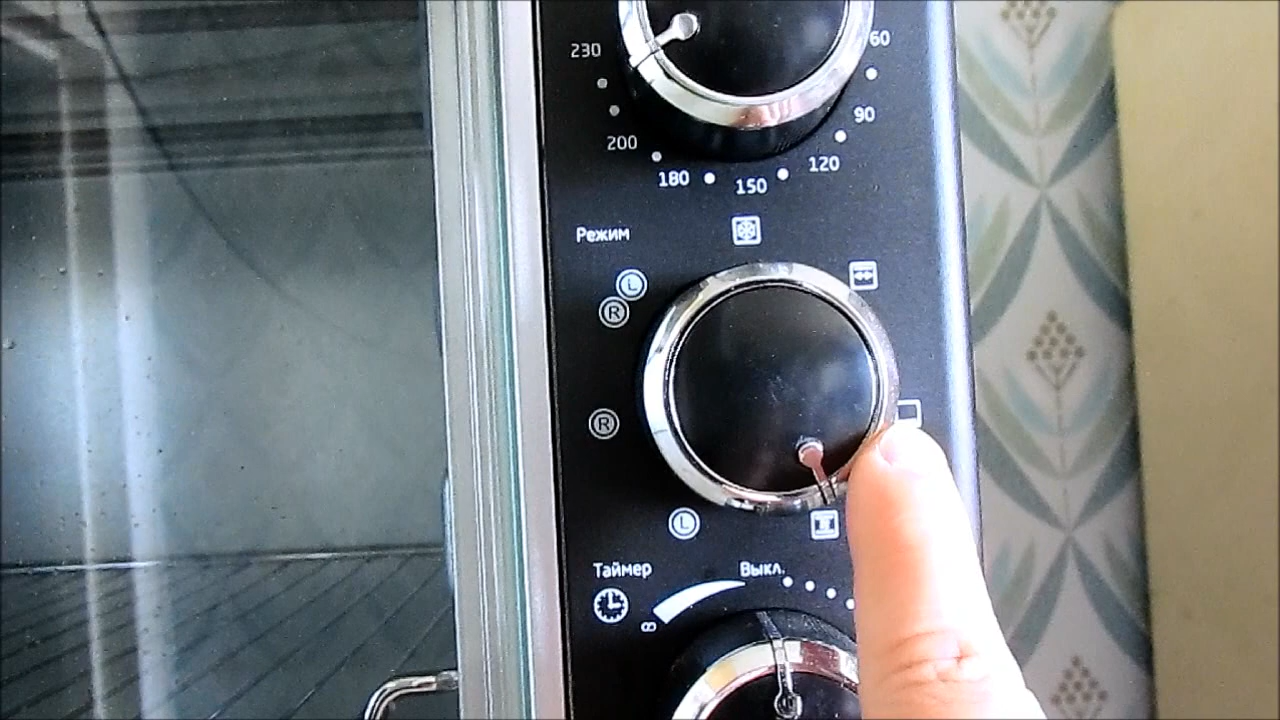 230
60
90
200
120
180
150
Режим
L
R
R
L
Таймер
Выкл.
∞